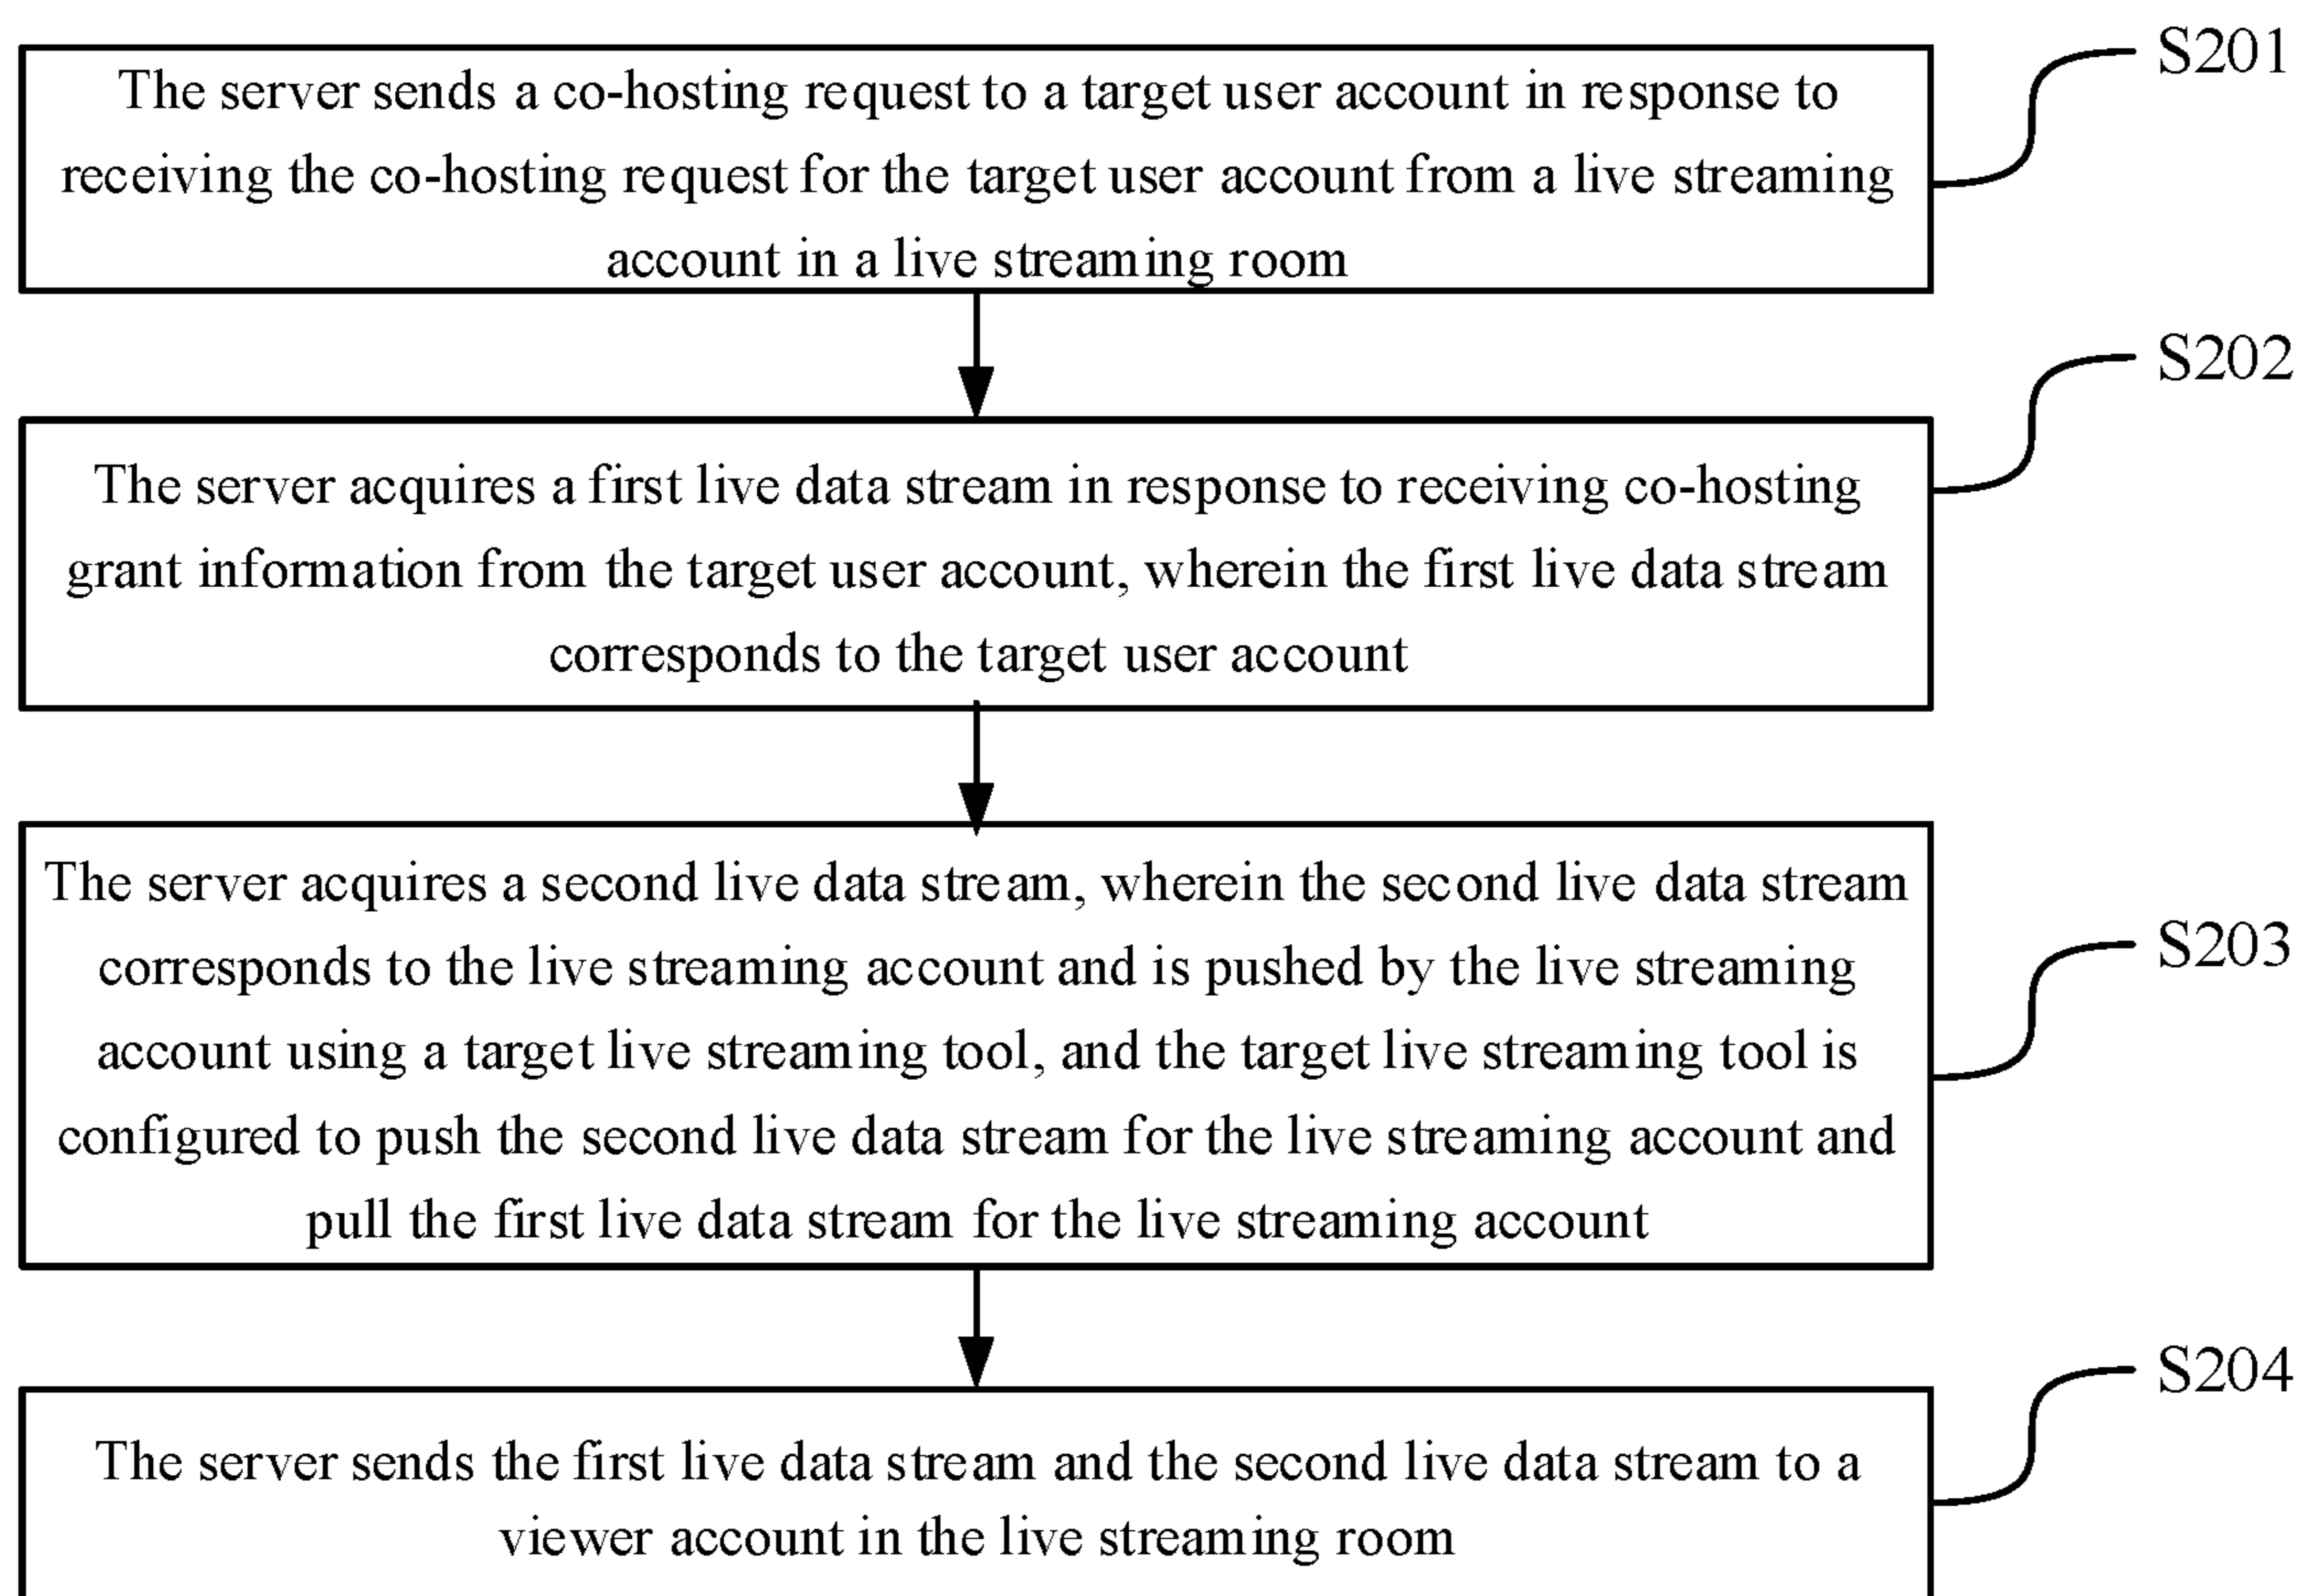 S201
The server sends a co-hosting request to a target user account in response to
receiving the co-hosting request for the target user account from a live streaming
account in a live streaming room
S202
The server acquires a first live data stream in response to receiving co-hosting
grant information from the target user account, wherein the first live data stream
corresponds to the target user account
The server acquires a second live data stream, wherein the second live data stream
S203
corresponds to the live streaming account and is pushed by the live streaming
account using a target live streaming tool, and the target live streaming tool is
configured to push the second live data stream for the live streaming account and
pull the first live data stream for the live streaming account
S204
The server sends the first live data stream and the second live data stream to a
viewer account in the live streaming room